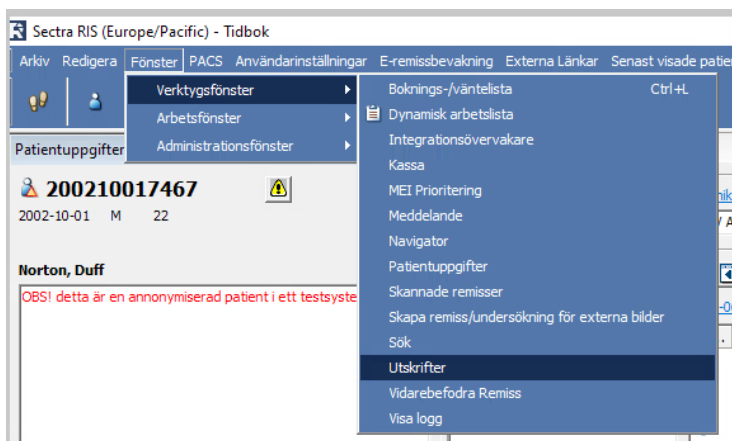 Sectra RIS (Europe/Pacific) - Tidbok
Arkiv Redigera Fönster PACS Användarinställningar E-remissbevakning Externa Länkar Senast visade patier
Verktygsfönster
Arbetsfönster
Administrationsfönster
Boknings-/väntelista Ctrl+L
Dynamisk arbetslista
Integrationsövervakare
Kassa
MEI Prioritering
Meddelande
Navigator
Patientuppgifter
Skannade remisser
Skapa remiss/undersökning för externa bilder
Sök
Utskrifter
Vidarebefodra Remiss
Visa logg
Patientuppgifter
200210017467
2002-10-01 M 22
Norton, Duff
OBS! detta är en annonymiserad patient i ett testsyste